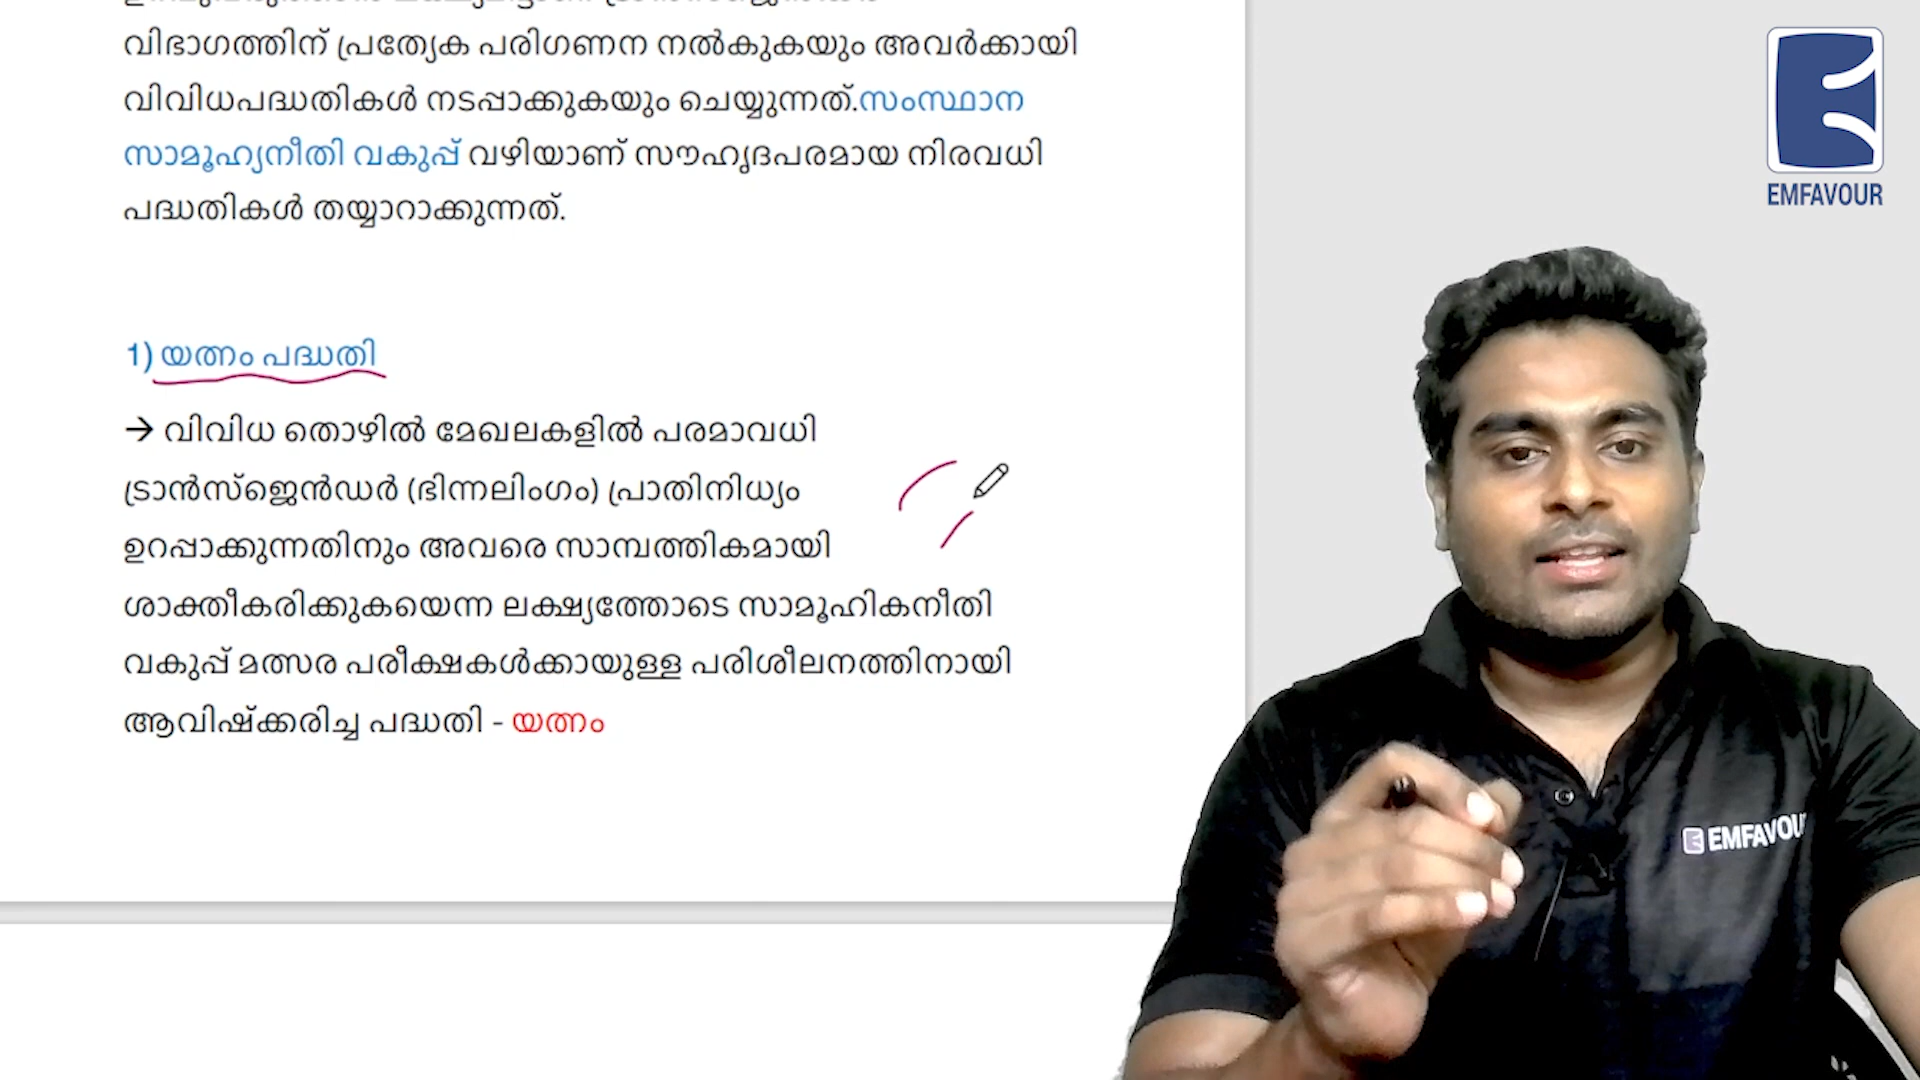 വിഭാഗത്തിന് പ്രത്യേക പരിഗണന നൽകുകയും അവർക്കായി
വിവിധപദ്ധതികൾ നടപ്പാക്കുകയും ചെയ്യുന്നത്.സംസ്ഥാന
സാമൂഹ്യനീതി വകുപ്പ് വഴിയാണ് സൗഹൃദപരമായ നിരവധി
പദ്ധതികൾ തയ്യാറാക്കുന്നത്.
1) യത്നം പദ്ധതി
→ വിവിധ തൊഴിൽ മേഖലകളിൽ പരമാവധി
ട്രാൻസ്ജെൻഡർ (ഭിന്നലിംഗം) പ്രാതിനിധ്യം
ഉറപ്പാക്കുന്നതിനും അവരെ സാമ്പത്തികമായി
ശാക്തീകരിക്കുകയെന്ന ലക്ഷ്യത്തോടെ സാമൂഹികനീതി
വകുപ്പ് മത്സര പരീക്ഷകൾക്കായുള്ള പരിശീലനത്തിനായി
ആവിഷ്ക്കരിച്ച പദ്ധതി - യത്നം
EMFAVOUR
EMFAVOU